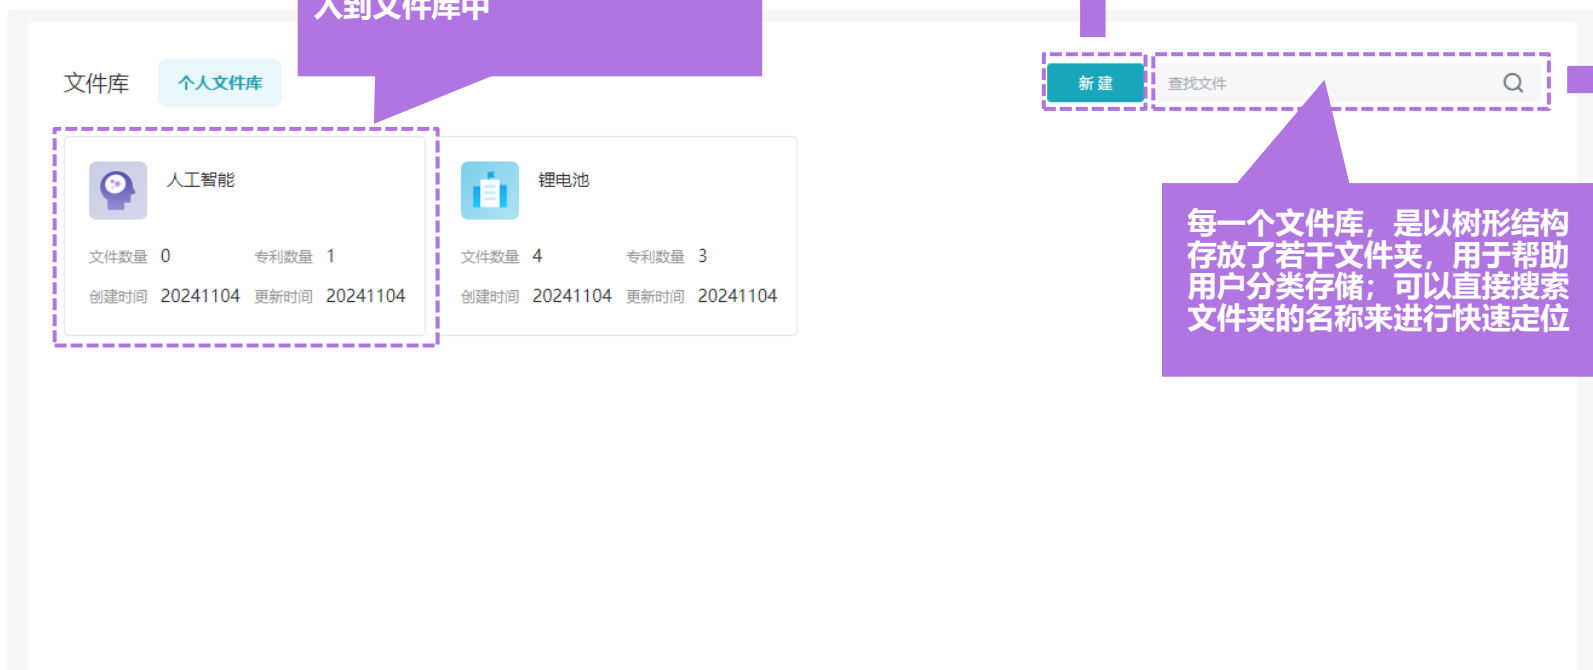 入到文件库中
文件库 个人文件库 新 建 查找文件
人工智能 锂电池
文件数量 0 专利数量 1 文件数量 4 专利数量 3
创建时间 20241104 更新时间 20241104 创建时间 20241104 更新时间 20241104
每一个文件库，是以树形结构
存放了若干文件夹，用于帮助
用户分类存储；可以直接搜索
文件夹的名称来进行快速定位